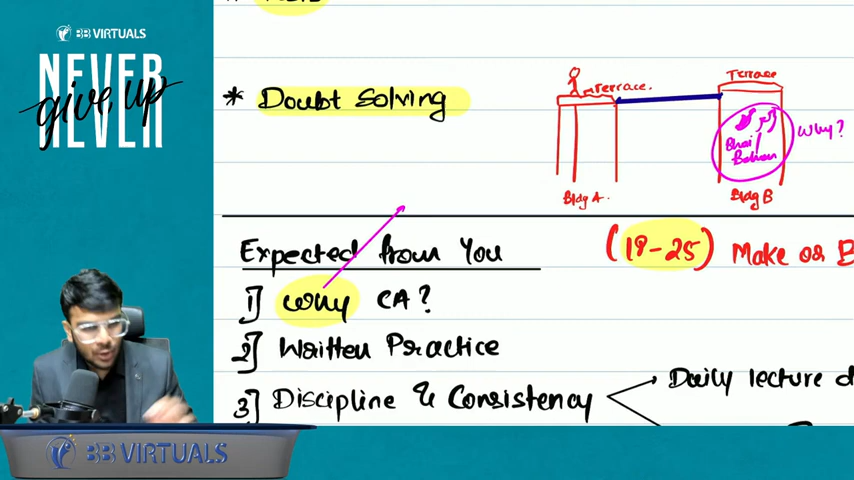 BB VIRTUALS
NEVER
give up
NEVER
* Doubt Solving
Terrace.
Terrace
Bhai/
Behan
Why?
Bldg A.
Bldg B
Expected from You
(18-25) Make or B
1] Why CA?
2] Written Practice
3] Discipline & Consistency
Daily lecture d
BB VIRTUALS